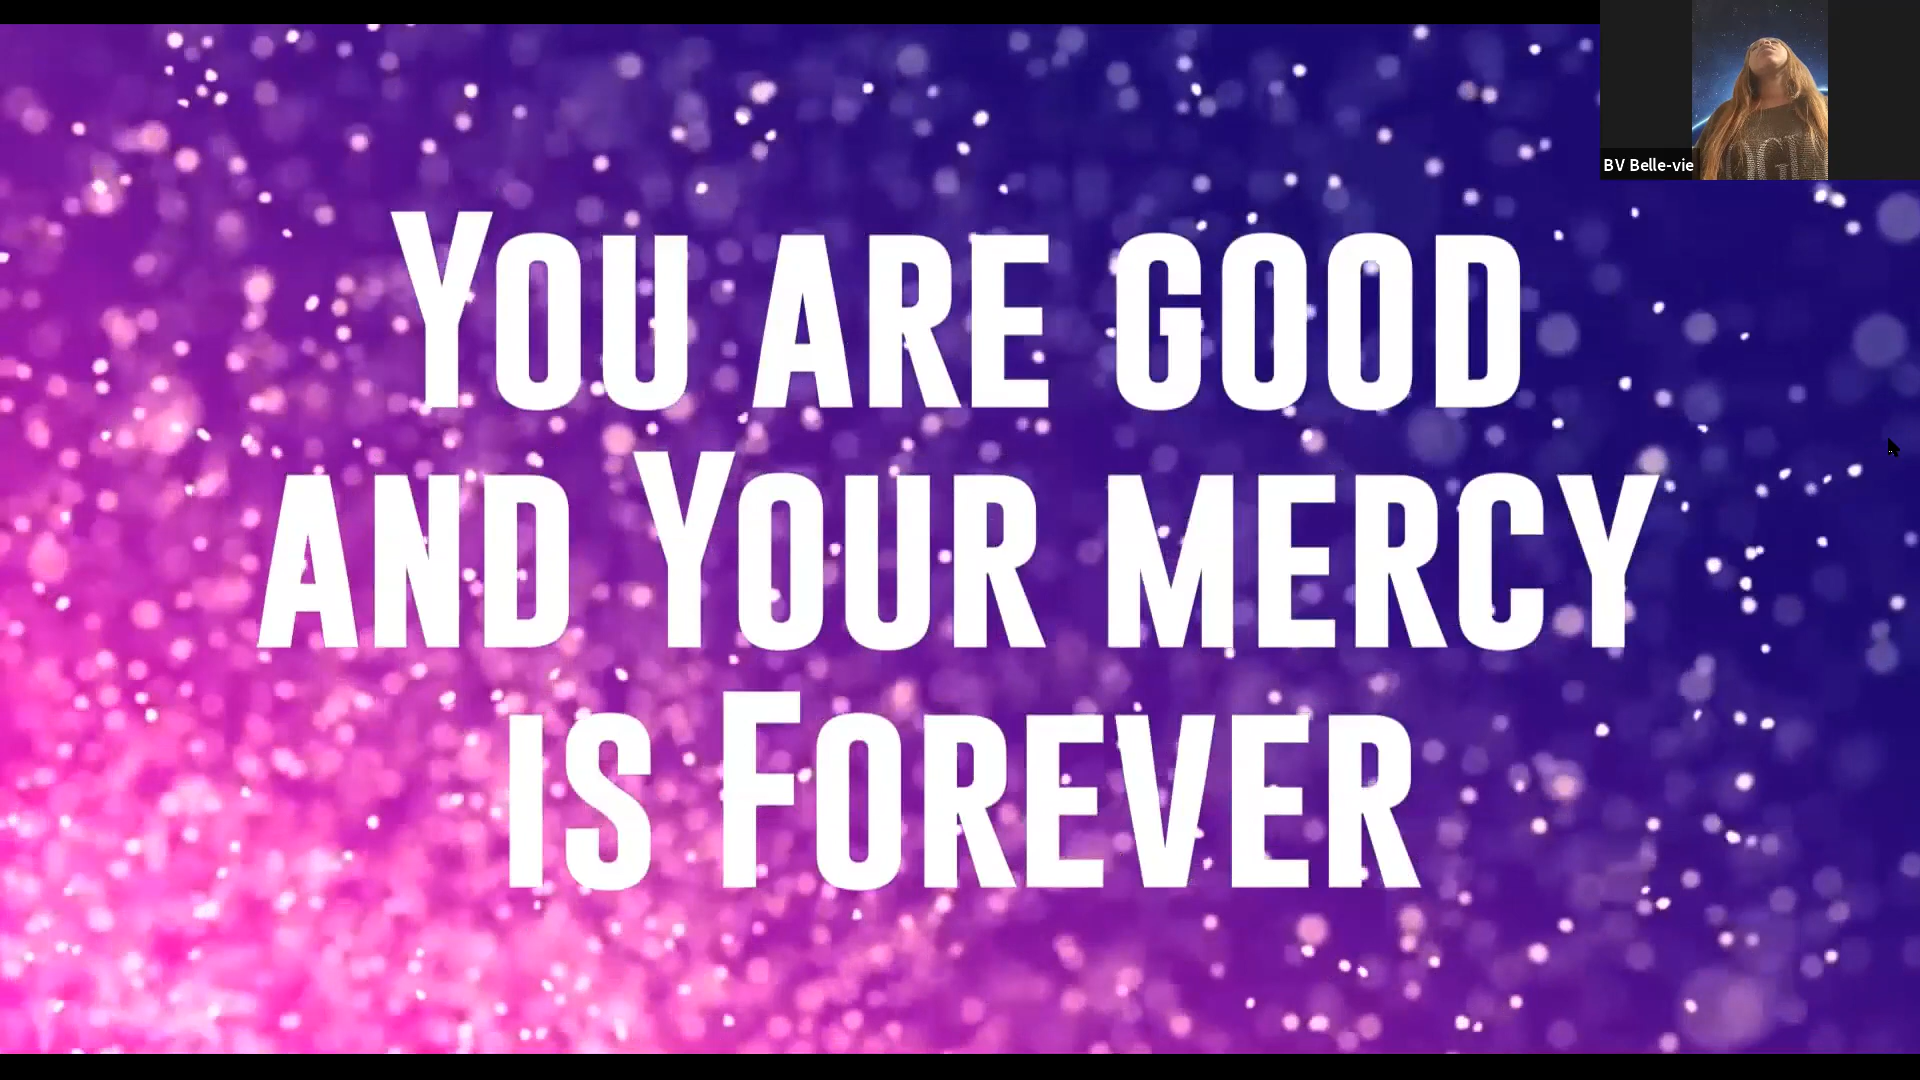 You are good
and Your mercy
is Forever
BV Belle-vie